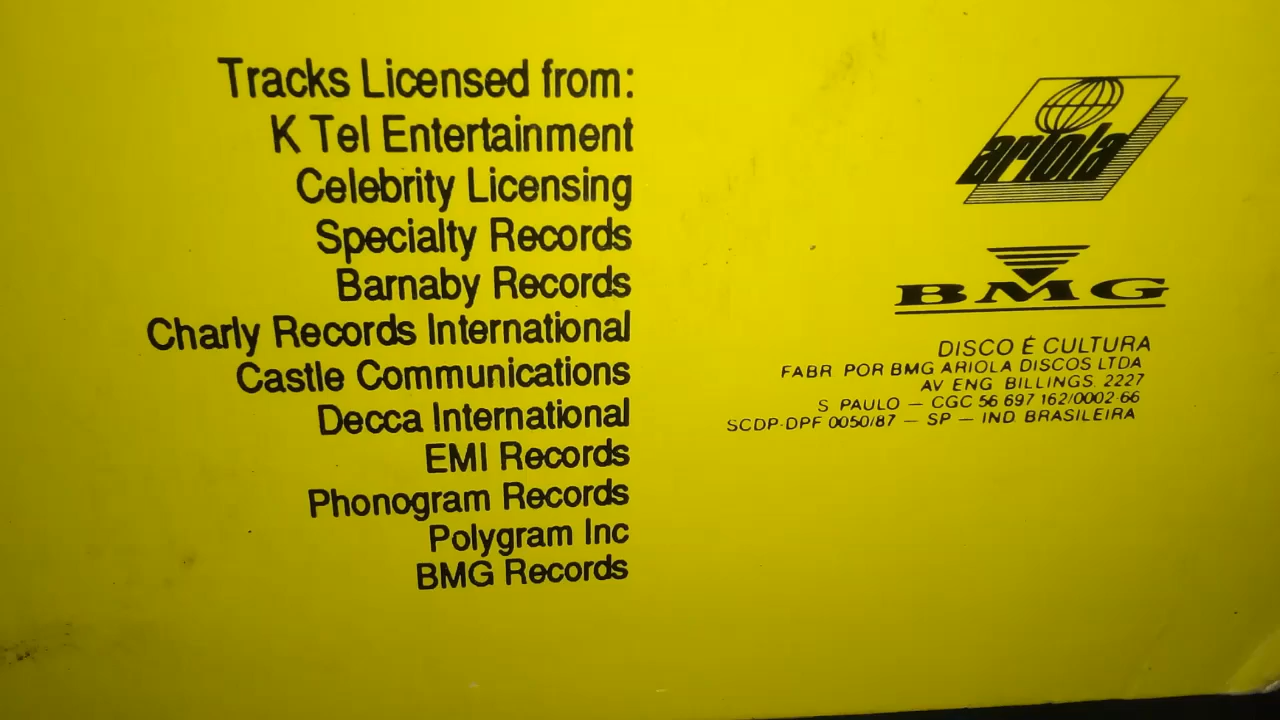 Tracks Licensed from:
K Tel Entertainment
Celebrity Licensing
Specialty Records
Barnaby Records
Charly Records International
Castle Communications
Decca International
EMI Records
Phonogram Records
Polygram Inc
BMG Records
ariola
BMG
DISCO É CULTURA
FABR POR BMG ARIOLA DISCOS LTDA
AV ENG BILLINGS, 2227
S PAULO — CGC 56 697 162/0002-66
SCDP-DPF 0050/87 — SP — IND BRASILEIRA